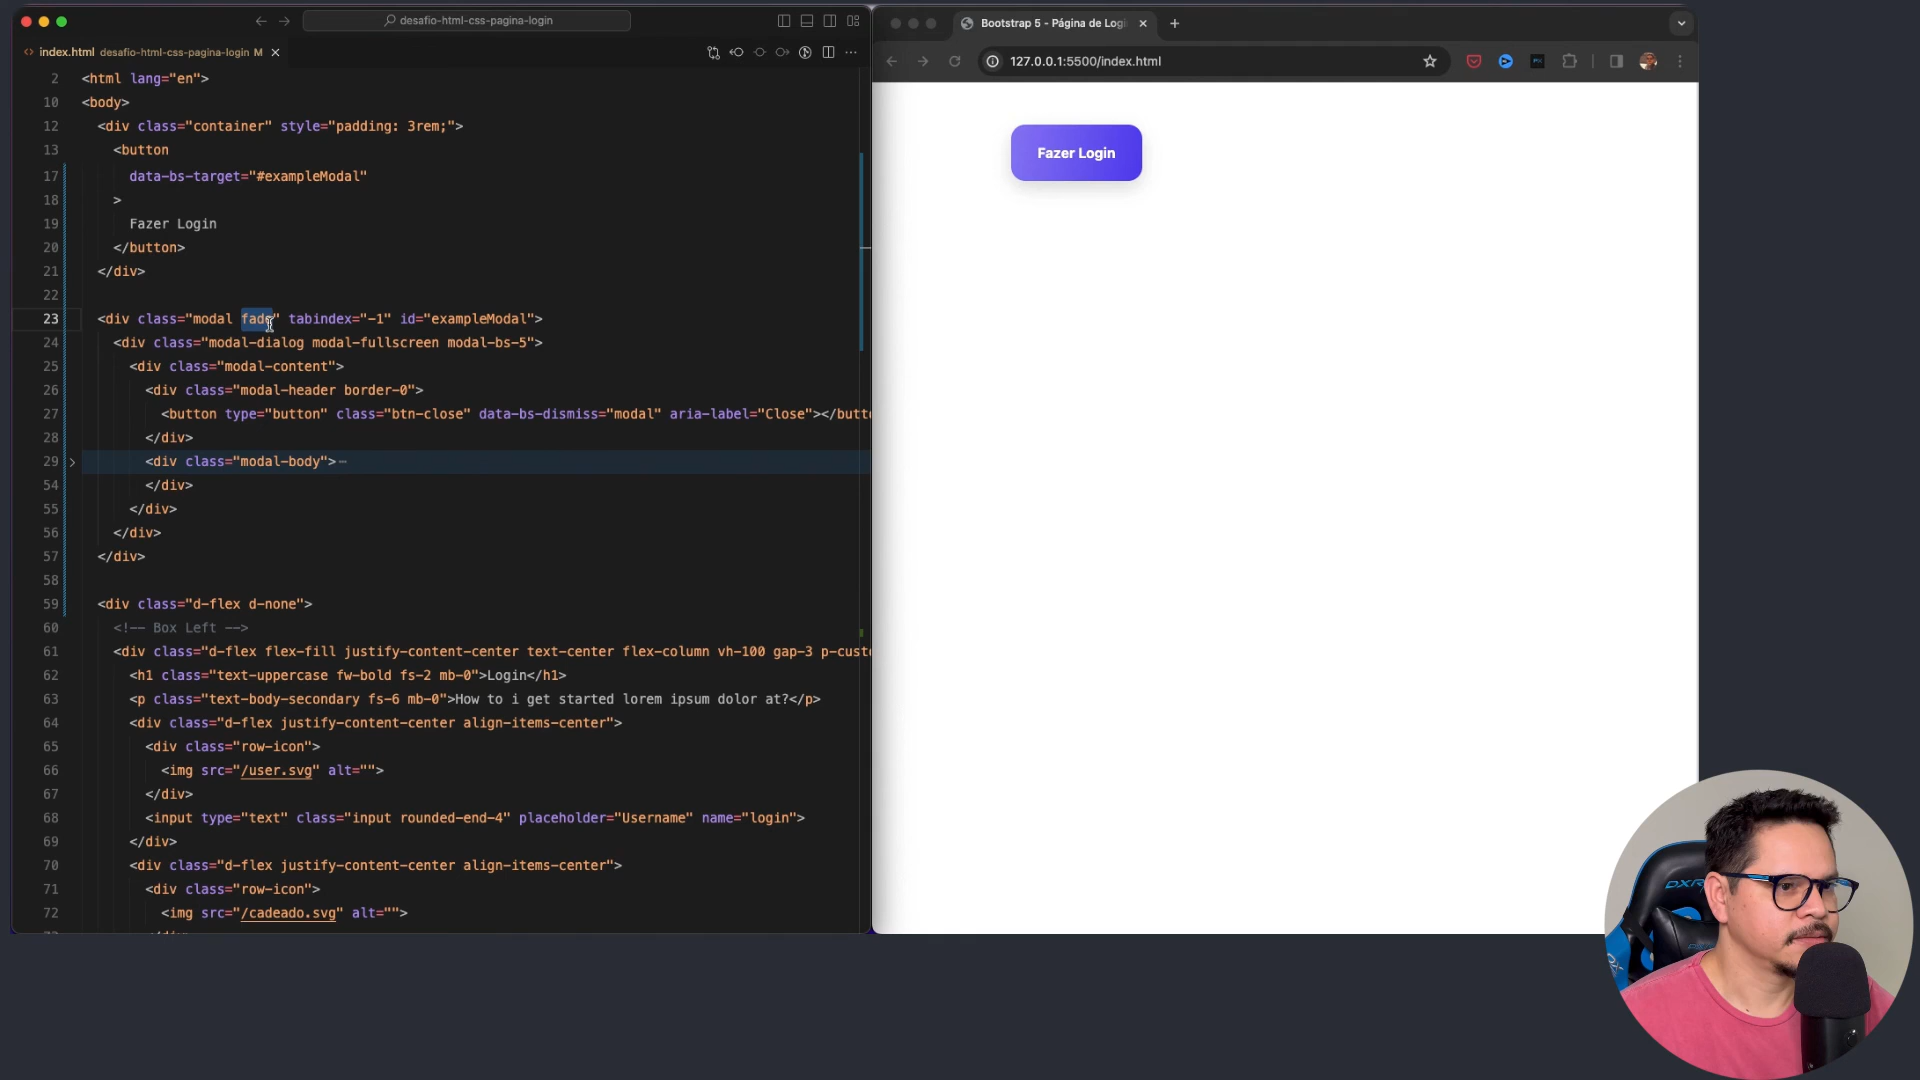 desafio-html-css-pagina-login
index.html desafio-html-css-pagina-login M
2 <html lang="en">
10 <body>
12 <div class="container" style="padding: 3rem;">
13 <button
17 data-bs-target="#exampleModal"
18 >
19 Fazer Login
20 </button>
21 </div>
22
23 <div class="modal fade" tabindex="-1" id="exampleModal">
24 <div class="modal-dialog modal-fullscreen modal-bs-5">
25 <div class="modal-content">
26 <div class="modal-header border-0">
27 <button type="button" class="btn-close" data-bs-dismiss="modal" aria-label="Close"></butt
28 </div>
29 <div class="modal-body">
54 </div>
55 </div>
56 </div>
57 </div>
58
59 <div class="d-flex d-none">
60 <!-- Box Left -->
61 <div class="d-flex flex-fill justify-content-center text-center flex-column vh-100 gap-3 p-cust
62 <h1 class="text-uppercase fw-bold fs-2 mb-0">Login</h1>
63 <p class="text-body-secondary fs-6 mb-0">How to i get started lorem ipsum dolor at?</p>
64 <div class="d-flex justify-content-center align-items-center">
65 <div class="row-icon">
66 <img src="/user.svg" alt="">
67 </div>
68 <input type="text" class="input rounded-end-4" placeholder="Username" name="login">
69 </div>
70 <div class="d-flex justify-content-center align-items-center">
71 <div class="row-icon">
72 <img src="/cadeado.svg" alt="">
Bootstrap 5 - Página de Logi
127.0.0.1:5500/index.html
Fazer Login